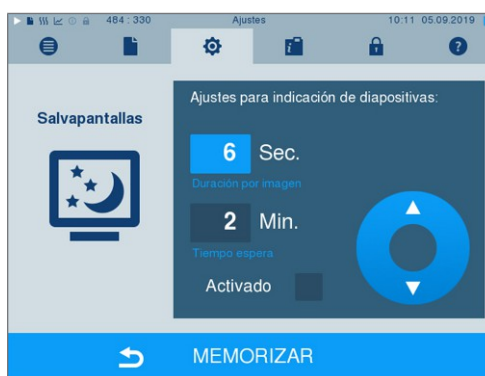 484 : 330 Ajustes 10:11 05.09.2019
Ajustes para indicación de diapositivas:
Salvapantallas
6 Sec.
Duración por imagen
2 Min.
Tiempo espera
Activado
MEMORIZAR